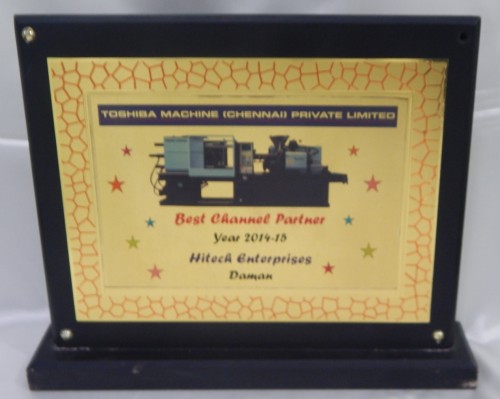 TOSHIBA MACHINE (CHENNAI) PRIVATE LIMITED
Best Channel Partner
Year 2014-15
Hitech Enterprises
Daman